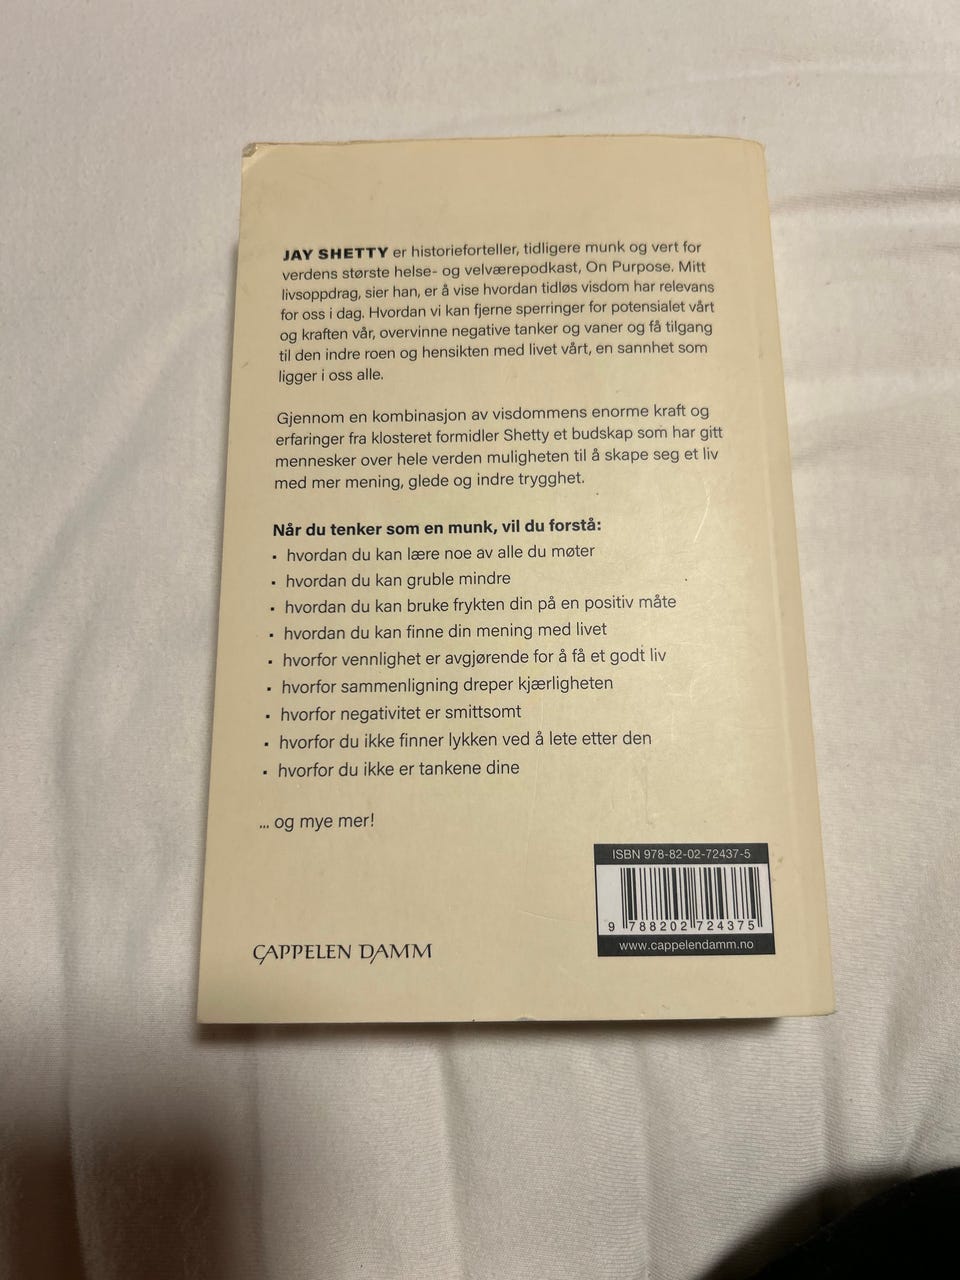 JAY SHETTY er historieforteller, tidligere munk og vert for
verdens største helse- og velværepodkast, On Purpose. Mitt
livsoppdrag, sier han, er å vise hvordan tidløs visdom har relevans
for oss i dag. Hvordan vi kan fjerne sperringer for potensialet vårt
og kraften vår, overvinne negative tanker og vaner og få tilgang
til den indre roen og hensikten med livet vårt, en sannhet som
ligger i oss alle.
Gjennom en kombinasjon av visdommens enorme kraft og
erfaringer fra klosteret formidler Shetty et budskap som har gitt
mennesker over hele verden muligheten til å skape seg et liv
med mer mening, glede og indre trygghet.
Når du tenker som en munk, vil du forstå:
• hvordan du kan lære noe av alle du møter
• hvordan du kan gruble mindre
• hvordan du kan bruke frykten din på en positiv måte
• hvordan du kan finne din mening med livet
• hvorfor vennlighet er avgjørende for å få et godt liv
• hvorfor sammenligning dreper kjærligheten
• hvorfor negativitet er smittsomt
• hvorfor du ikke finner lykken ved å lete etter den
• hvorfor du ikke er tankene dine
... og mye mer!
ISBN 978-82-02-72437-5
9 788202 724375
www.cappelendamm.no
CAPPELEN DAMM